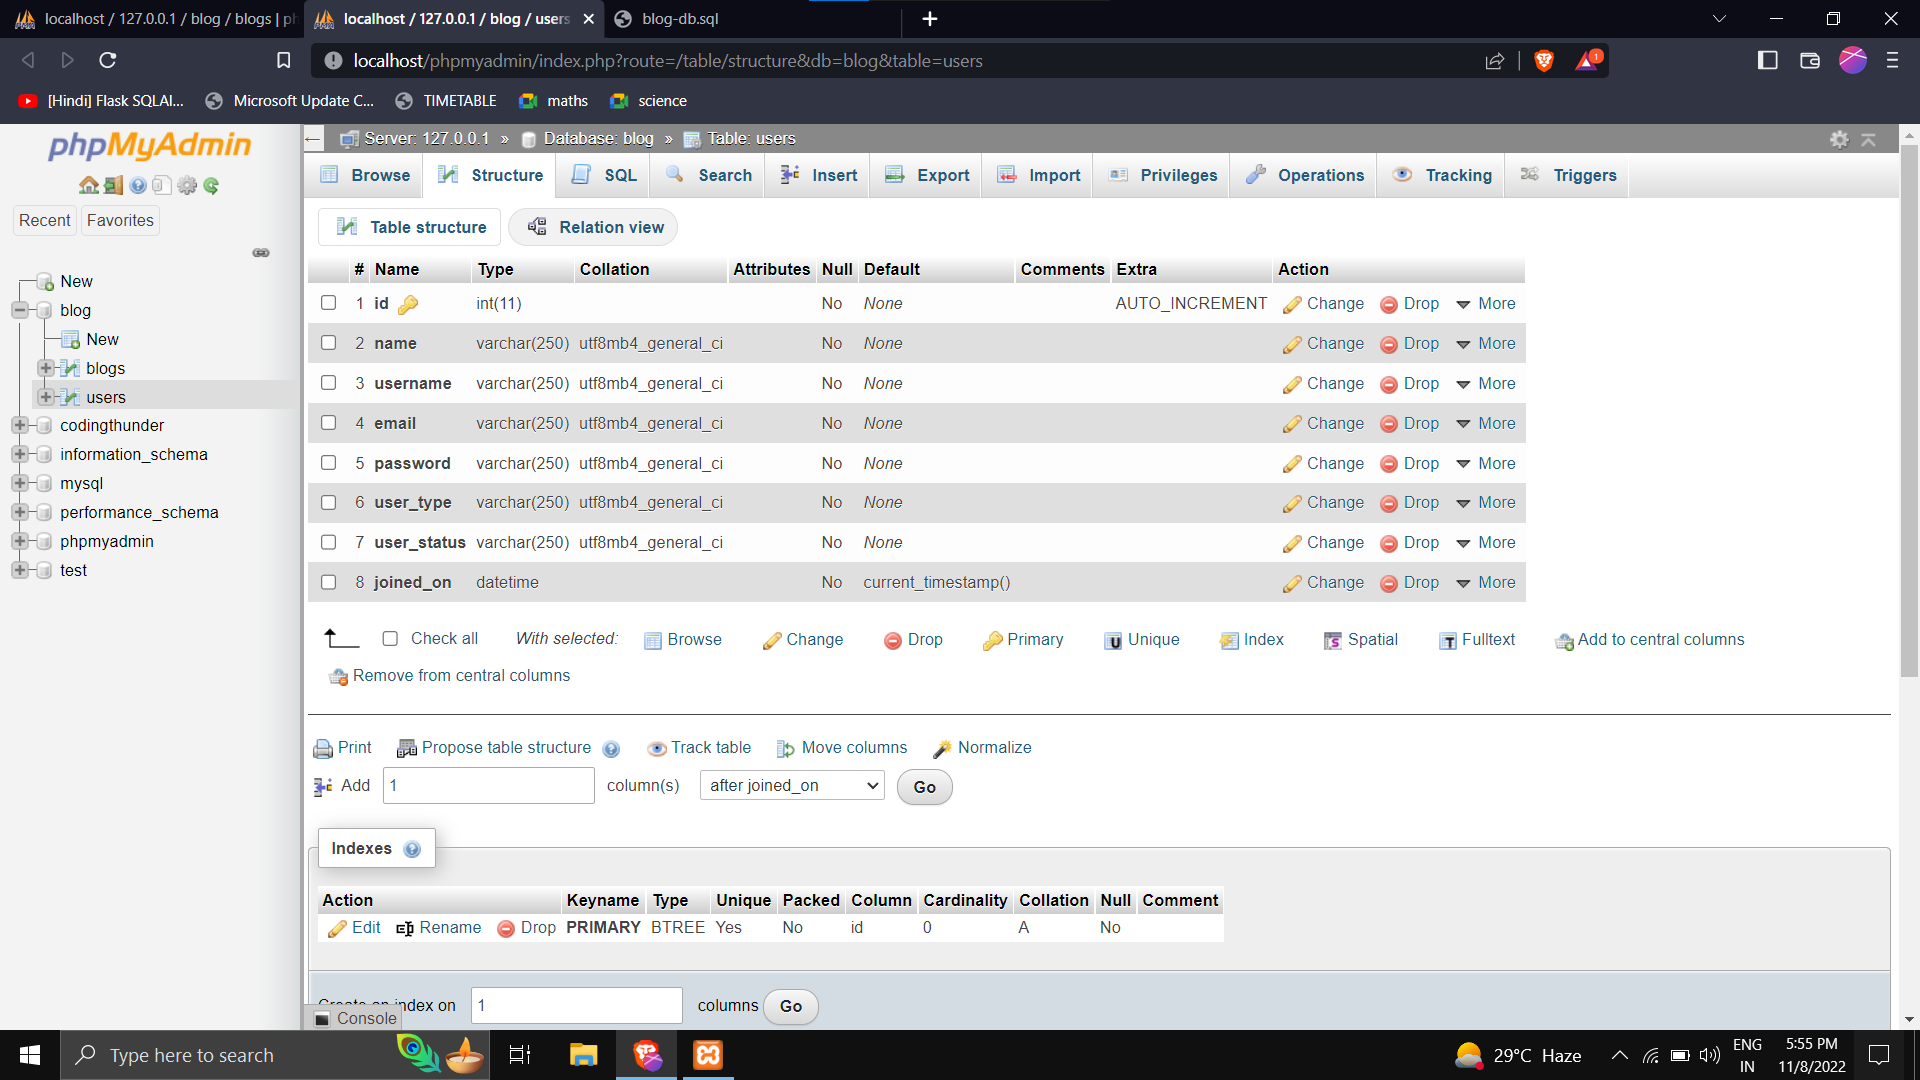 localhost / 127.0.0.1 / blog / blogs | ph
localhost / 127.0.0.1 / blog / users
blog-db.sql
localhost/phpmyadmin/index.php?route=/table/structure&db=blog&table=users
1
[Hindi] Flask SQLAl...
Microsoft Update C...
TIMETABLE
maths
science
phpMyAdmin
Recent
Favorites
New
blog
New
blogs
users
codingthunder
information_schema
mysql
performance_schema
phpmyadmin
test
Server: 127.0.0.1 » Database: blog » Table: users
Browse Structure SQL Search Insert Export Import Privileges Operations Tracking Triggers
Table structure Relation view
# Name Type Collation Attributes Null Default Comments Extra Action
1 id int(11) No None AUTO_INCREMENT Change Drop More
2 name varchar(250) utf8mb4_general_ci No None Change Drop More
3 username varchar(250) utf8mb4_general_ci No None Change Drop More
4 email varchar(250) utf8mb4_general_ci No None Change Drop More
5 password varchar(250) utf8mb4_general_ci No None Change Drop More
6 user_type varchar(250) utf8mb4_general_ci No None Change Drop More
7 user_status varchar(250) utf8mb4_general_ci No None Change Drop More
8 joined_on datetime No current_timestamp() Change Drop More
Check all With selected: Browse Change Drop Primary Unique Index Spatial Fulltext Add to central columns
Remove from central columns
Print Propose table structure Track table Move columns Normalize
Add 1 column(s) after joined_on Go
Indexes
Action Keyname Type Unique Packed Column Cardinality Collation Null Comment
Edit Rename Drop PRIMARY BTREE Yes No id 0 A No
Create an index on 1 columns Go
Console
Type here to search
29°C Haze
ENG
IN
5:55 PM
11/8/2022